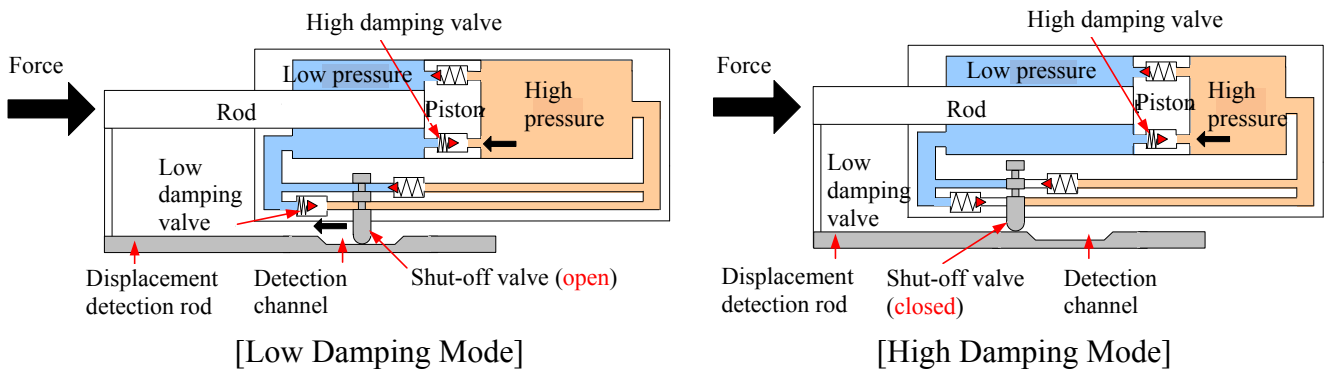 High damping valve
Force
Low pressure
Rod
Piston
High
pressure
Low
damping
valve
Displacement
detection rod
Detection
channel
Shut-off valve (open)
[Low Damping Mode]
High damping valve
Force
Low pressure
Rod
Piston
High
pressure
Low
damping
valve
Displacement
detection rod
Shut-off valve
(closed)
Detection
channel
[High Damping Mode]